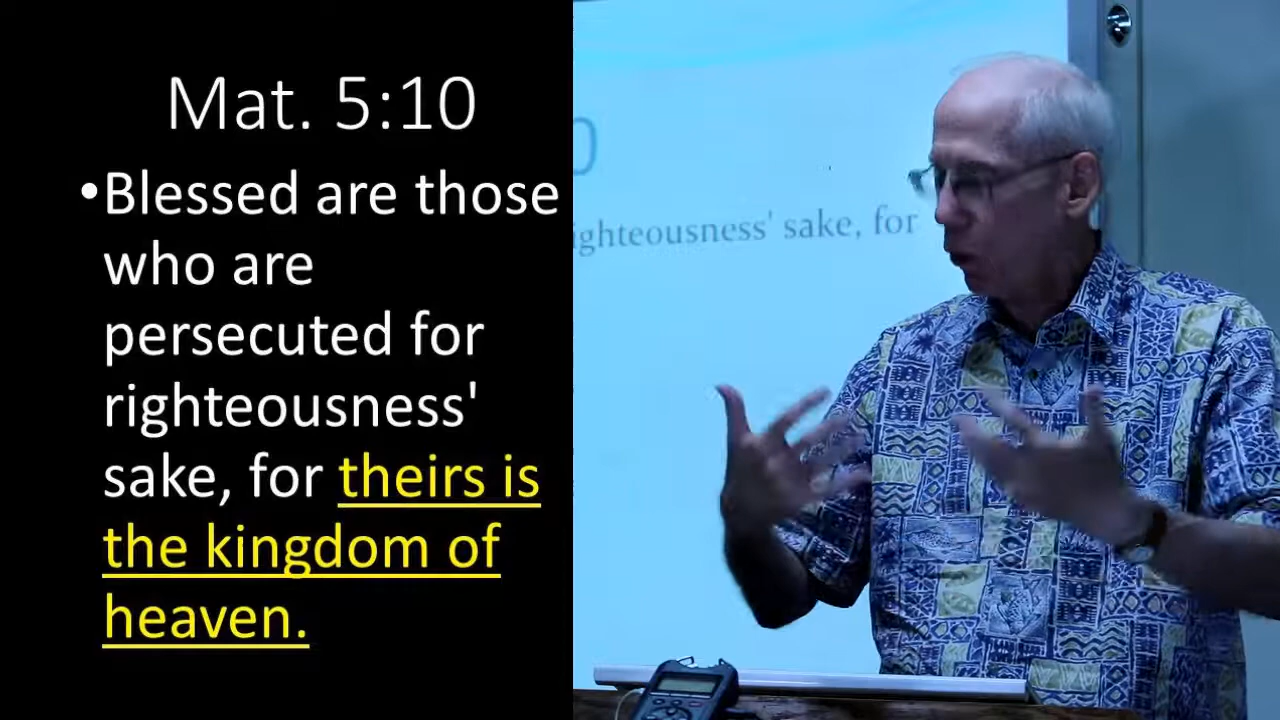 Mat. 5:10
•Blessed are those
who are
persecuted for
righteousness'
sake, for theirs is
the kingdom of
heaven.
ighteousness' sake, for